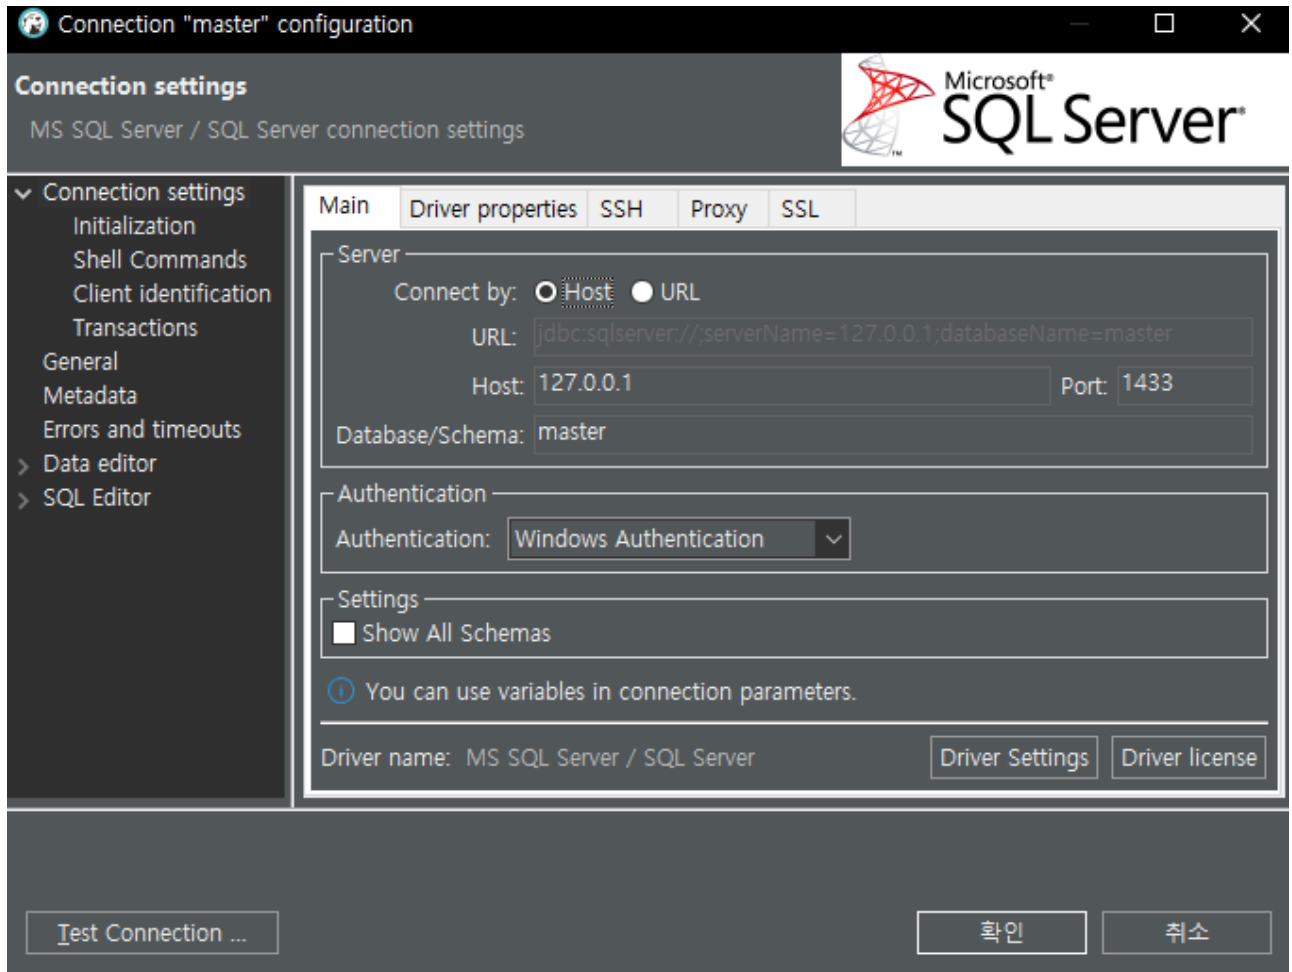 Connection "master" configuration
Connection settings
MS SQL Server / SQL Server connection settings
Microsoft®
SQL Server®
™
Connection settings
Initialization
Shell Commands
Client identification
Transactions
General
Metadata
Errors and timeouts
Data editor
SQL Editor
Main Driver properties SSH Proxy SSL
Server
Connect by: Host URL
URL: jdbc:sqlserver://;serverName=127.0.0.1;databaseName=master
Host: 127.0.0.1 Port: 1433
Database/Schema: master
Authentication
Authentication: Windows Authentication
Settings
Show All Schemas
You can use variables in connection parameters.
Driver name: MS SQL Server / SQL Server Driver Settings Driver license
Test Connection ... 확인 취소